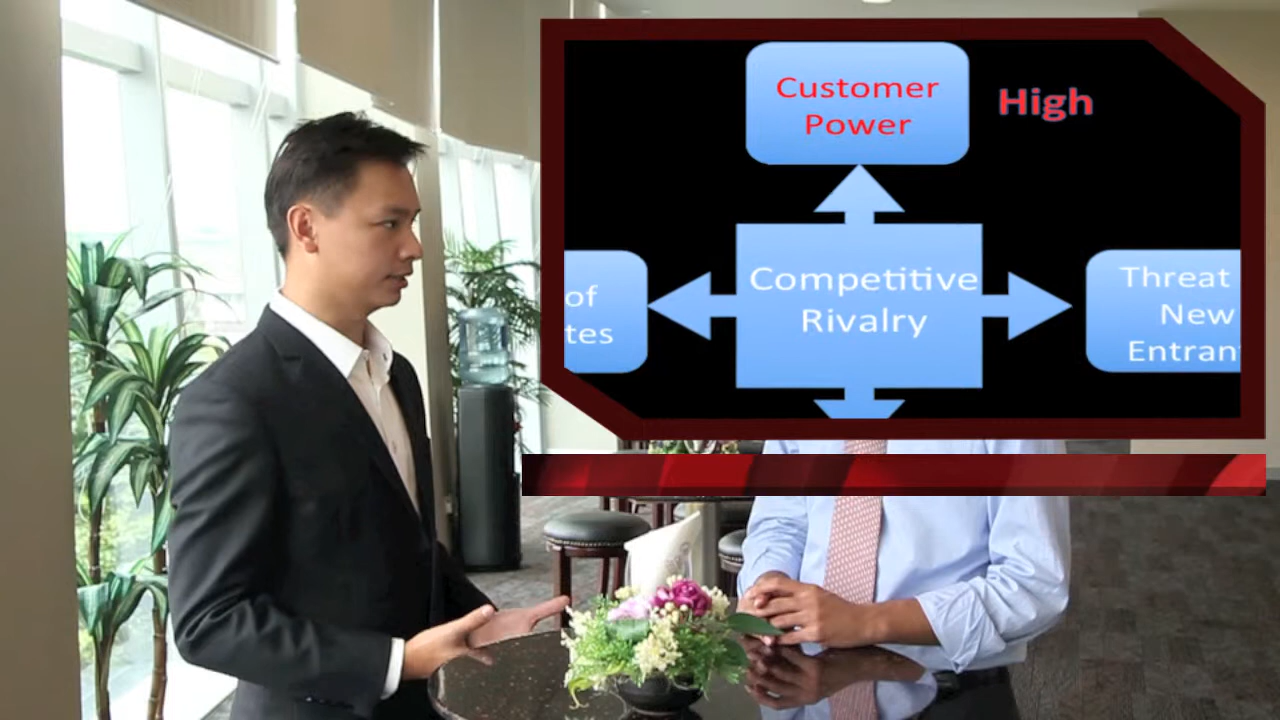 Customer
Power
High
of
tes
Competitive
Rivalry
Threat
New
Entran